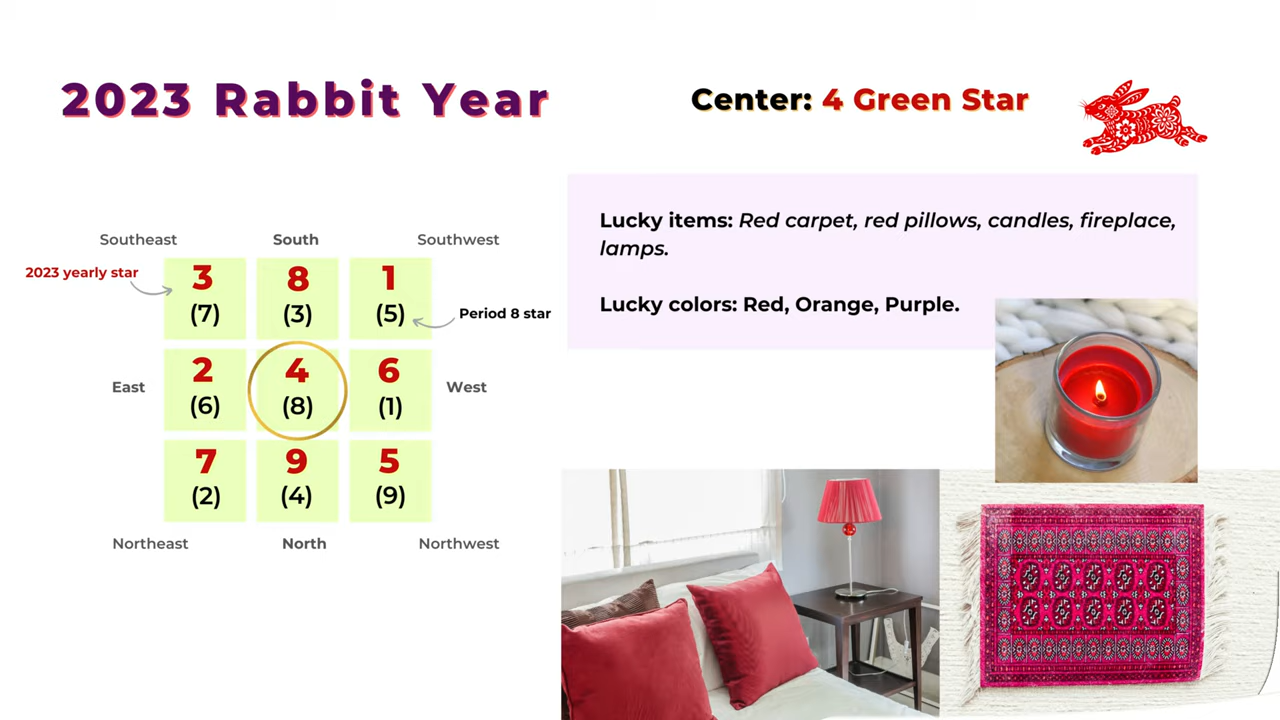 2023 Rabbit Year
Center: 4 Green Star
Lucky items: Red carpet, red pillows, candles, fireplace,
lamps.
Lucky colors: Red, Orange, Purple.
Southeast South Southwest
2023 yearly star
3 8 1
(7) (3) (5)
Period 8 star
East
2 4 6
(6) (8) (1)
West
7 9 5
(2) (4) (9)
Northeast North Northwest